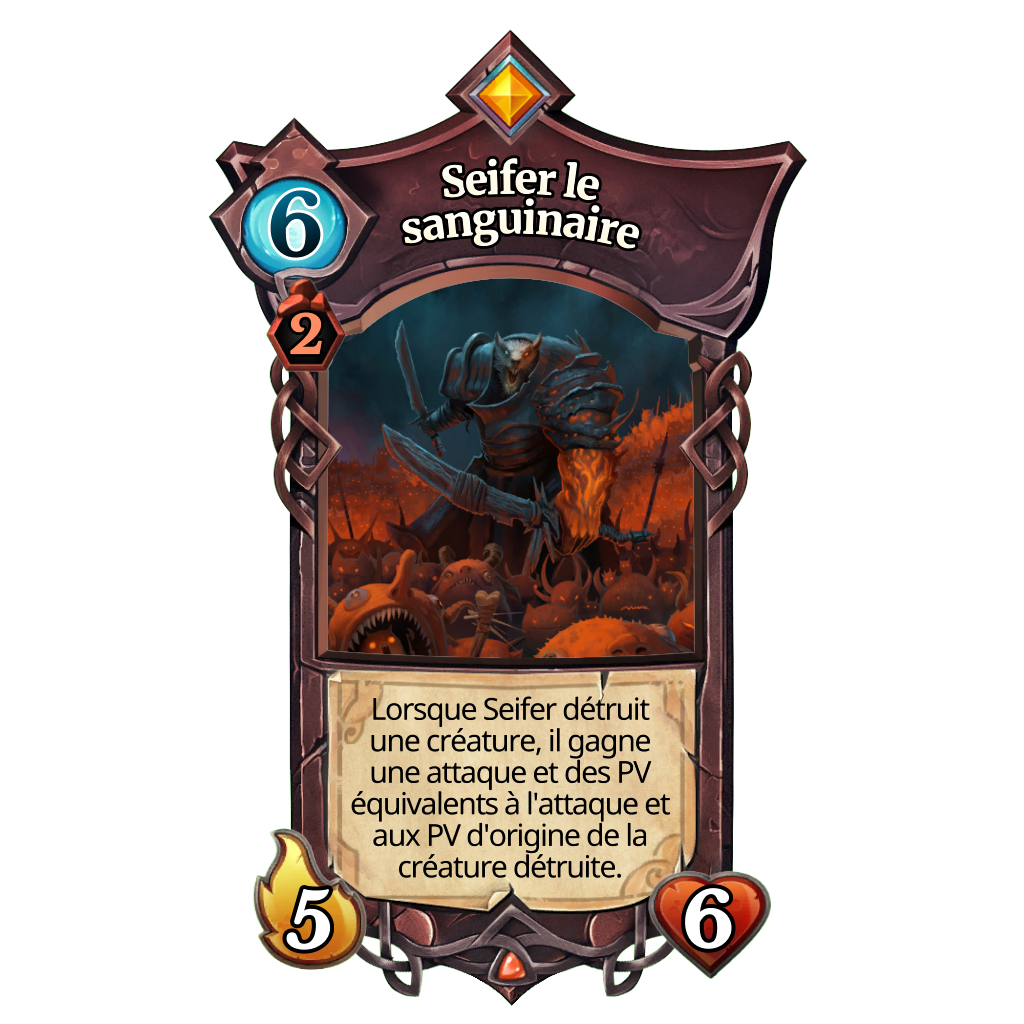 Seifer le
sanguinaire
6
2
Lorsque Seifer détruit
une créature, il gagne
une attaque et des PV
équivalents à l'attaque et
aux PV d'origine de la
créature détruite.
5
6